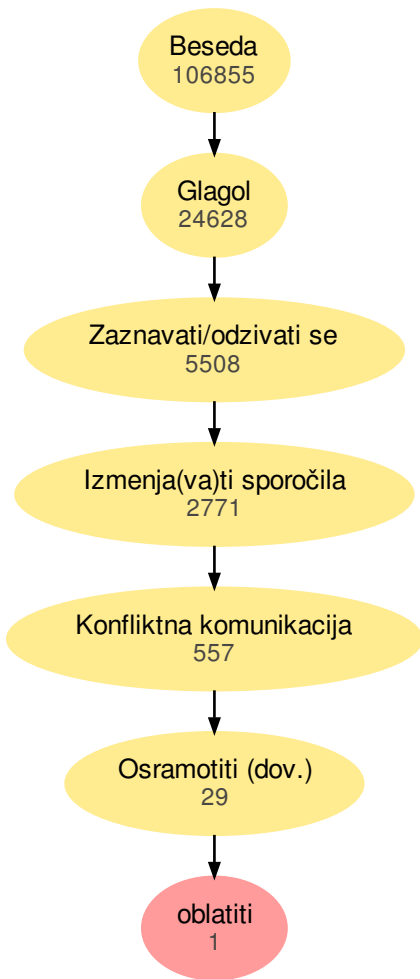 Beseda
106855
Glagol
24628
Zaznavati/odzivati se
5508
Izmenja(va)ti sporočila
2771
Konfliktna komunikacija
557
Osramotiti (dov.)
29
oblatiti
1